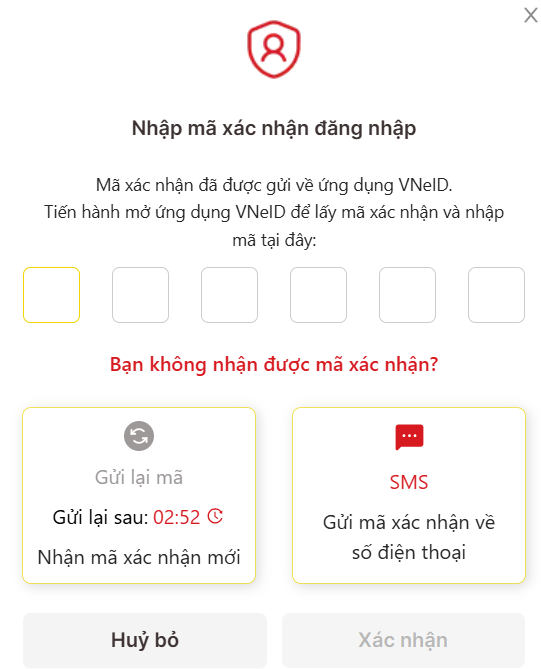 Nhập mã xác nhận đăng nhập
Mã xác nhận đã được gửi về ứng dụng VNeID.
Tiến hành mở ứng dụng VNeID để lấy mã xác nhận và nhập
mã tại đây:
Bạn không nhận được mã xác nhận?
Gửi lại mã
Gửi lại sau: 02:52
Nhận mã xác nhận mới
SMS
Gửi mã xác nhận về
số điện thoại
Huỷ bỏ
Xác nhận